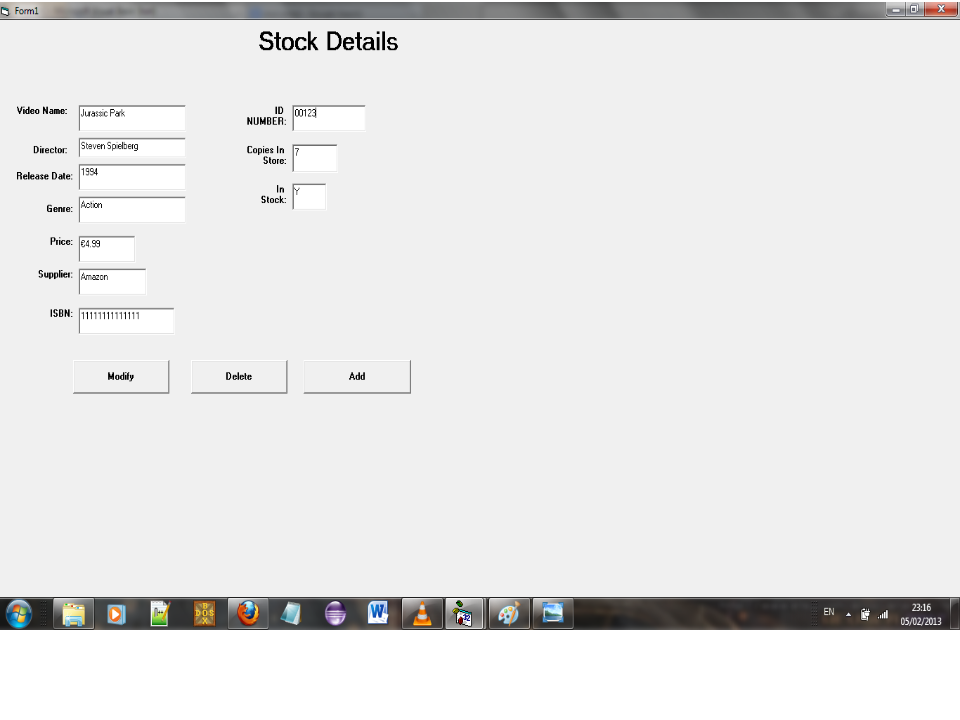 Form1
Stock Details
Video Name: Jurassic Park
ID NUMBER: 00123
Director: Steven Spielberg
Copies In Store: 7
Release Date: 1994
In Stock: Y
Genre: Action
Price: €4.99
Supplier: Amazon
ISBN: 11111111111111
Modify Delete Add
EN
23:16
05/02/2013